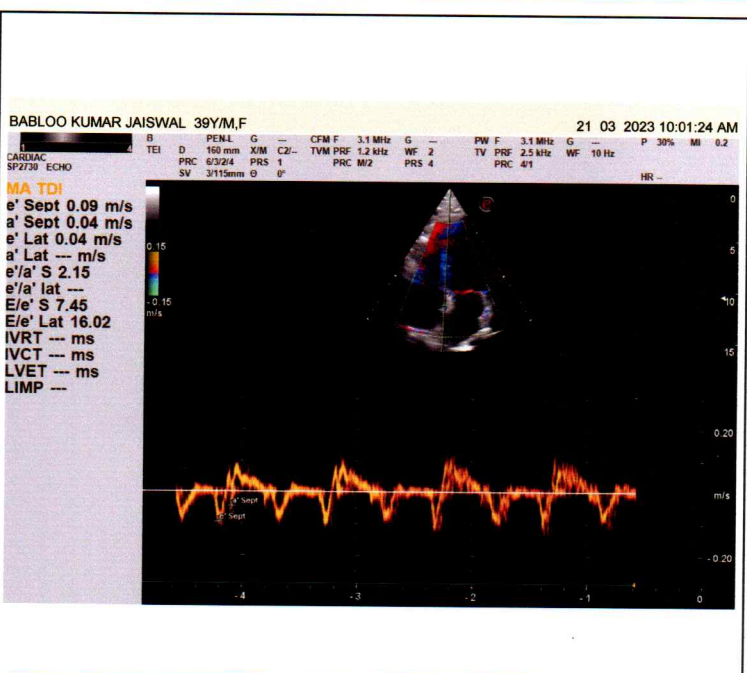 BABLOO KUMAR JAISWAL 39Y/M,F 21 03 2023 10:01:24 AM
B PEN-L G --- CFM F 3.1 MHz G -- PW F 3.1 MHz G --- P 30% MI 0.2
TEI D 160 mm X/M C2/-- TVM PRF 1.2 kHz WF 2 TV PRF 2.5 kHz WF 10 Hz
PRC 6/3/2/4 PRS 1 PRC M/2 PRS 4 PRC 4/1
SV 3/115mm Θ 0° HR --
1 4
CARDIAC
SP2730 ECHO
MA TDI
e' Sept 0.09 m/s
a' Sept 0.04 m/s
e' Lat 0.04 m/s
a' Lat --- m/s
e'/a' S 2.15
e'/a' lat ---
E/e' S 7.45
E/e' Lat 16.02
IVRT --- ms
IVCT --- ms
LVET --- ms
LIMP ---
0.15
- 0.15
m/s
0
5
10
15
0.20
m/s
- 0.20
a' Sept
e' Sept
- 4 - 3 - 2 - 1 0